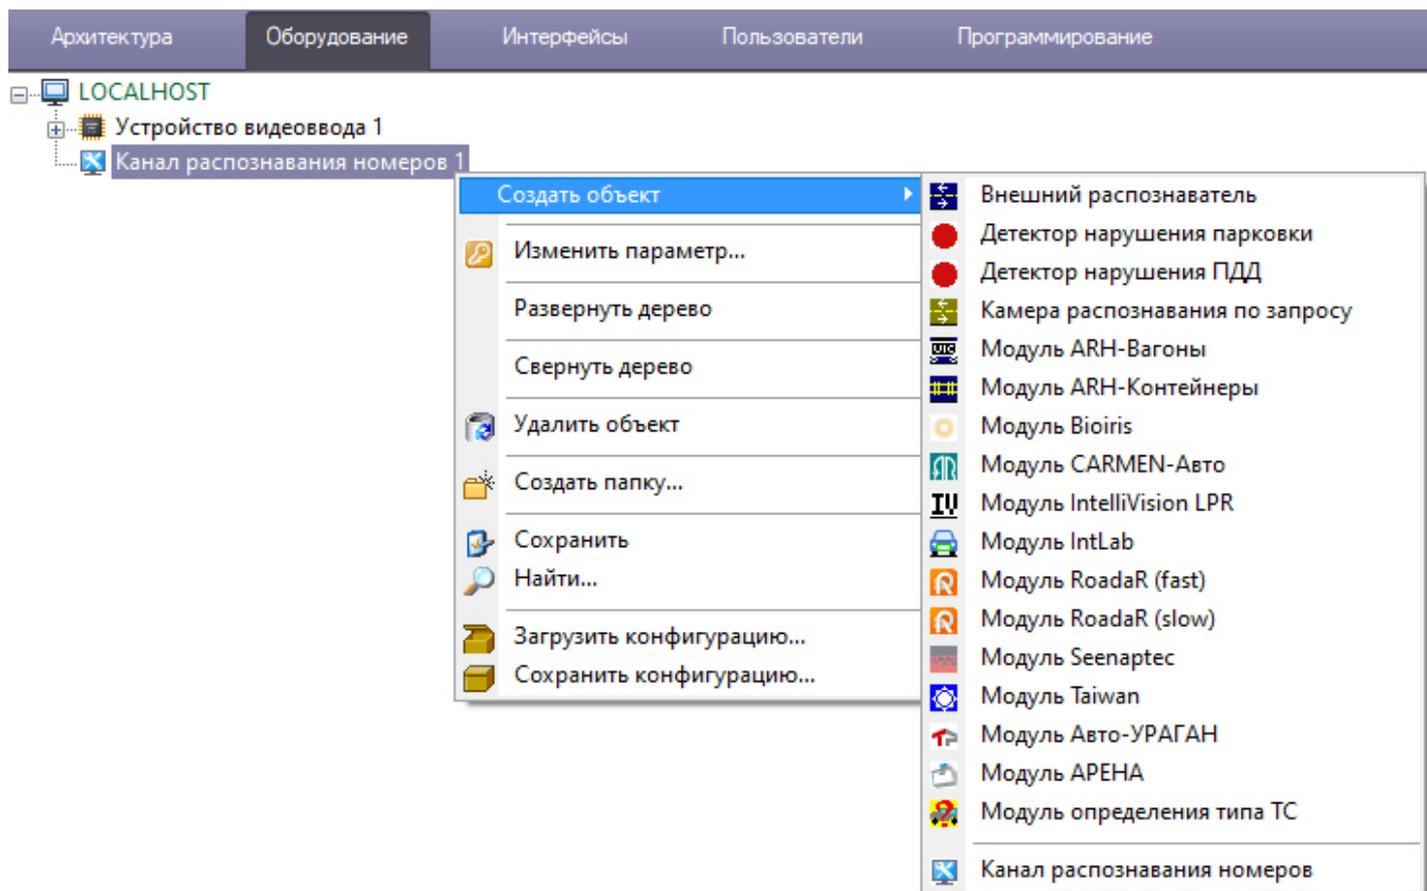 Архитектура Оборудование Интерфейсы Пользователи Программирование
LOCALHOST
Устройство видеоввода 1
Канал распознавания номеров 1
Создать объект
Изменить параметр...
Развернуть дерево
Свернуть дерево
Удалить объект
Создать папку...
Сохранить
Найти...
Загрузить конфигурацию...
Сохранить конфигурацию...
Внешний распознаватель
Детектор нарушения парковки
Детектор нарушения ПДД
Камера распознавания по запросу
Модуль ARH-Вагоны
Модуль ARH-Контейнеры
Модуль Bioiris
Модуль CARMEN-Авто
Модуль IntelliVision LPR
Модуль IntLab
Модуль RoadaR (fast)
Модуль RoadaR (slow)
Модуль Seenaptec
Модуль Taiwan
Модуль Авто-УРАГАН
Модуль АРЕНА
Модуль определения типа ТС
Канал распознавания номеров